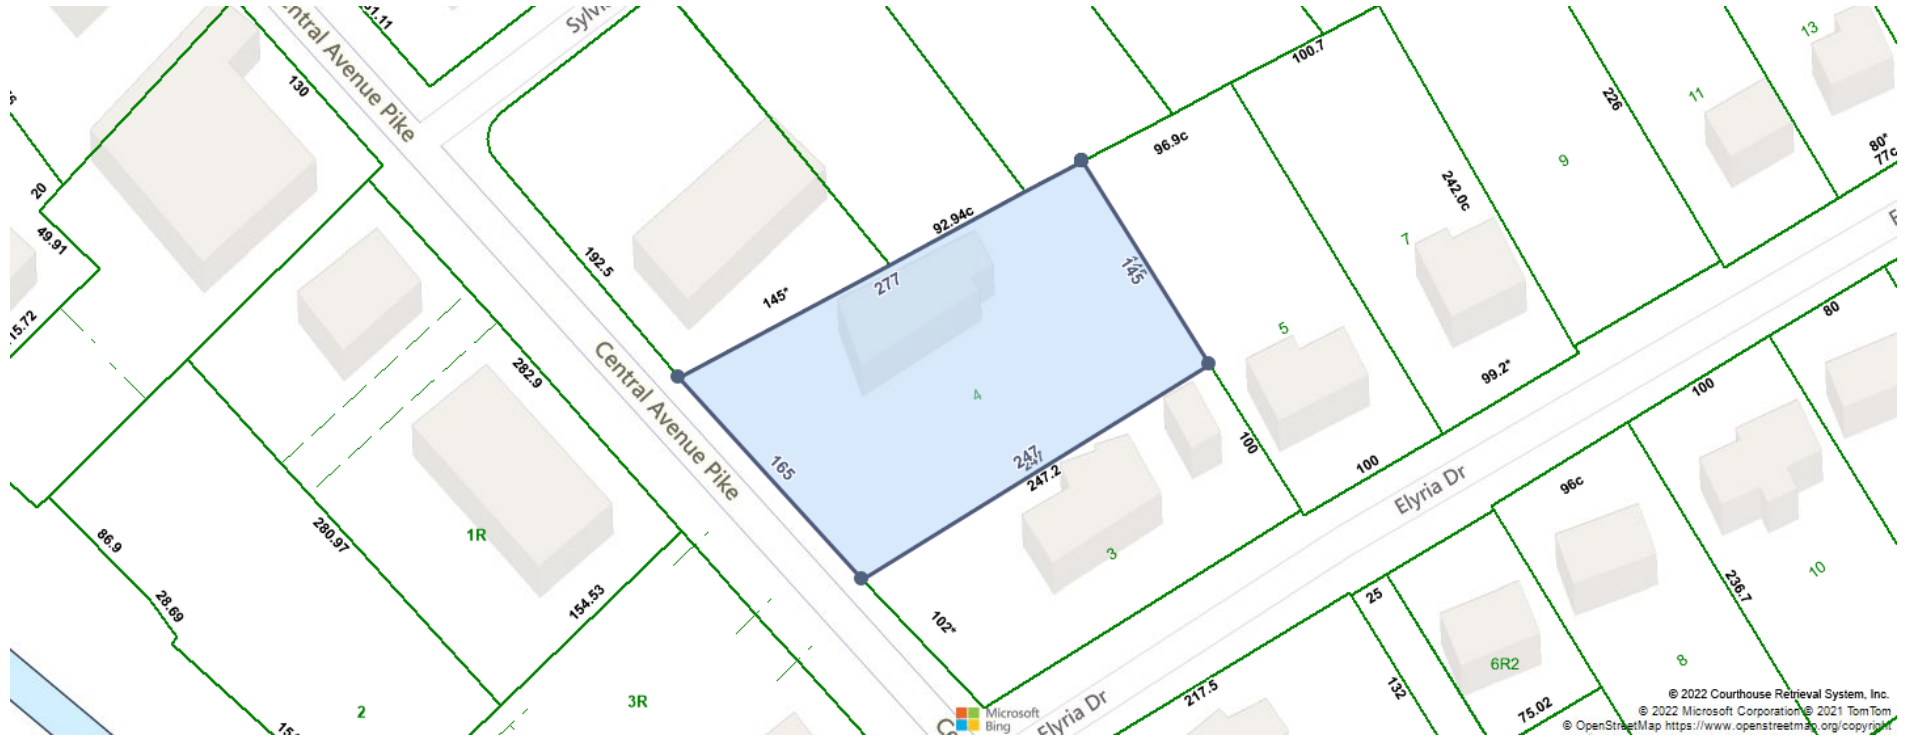 Central Avenue Pike
51.11
130
20
49.91
15.72
192.5
145*
92.94c
277
96.9c
100.7
13
11
226
80*
77c
9
242.0c
7
145
5
99.2*
4
Central Avenue Pike
165
247
247.2
100
100
Elyria Dr
96c
100
80
282.9
1R
280.97
86.9
28.69
154.53
3
102*
25
236.7
10
6R2
8
132
217.5
75.02
Elyria Dr
2
3R
Microsoft
Bing
© 2022 Courthouse Retrieval System, Inc.
© 2022 Microsoft Corporation © 2021 TomTom
© OpenStreetMap https://www.openstreetmap.org/copyright